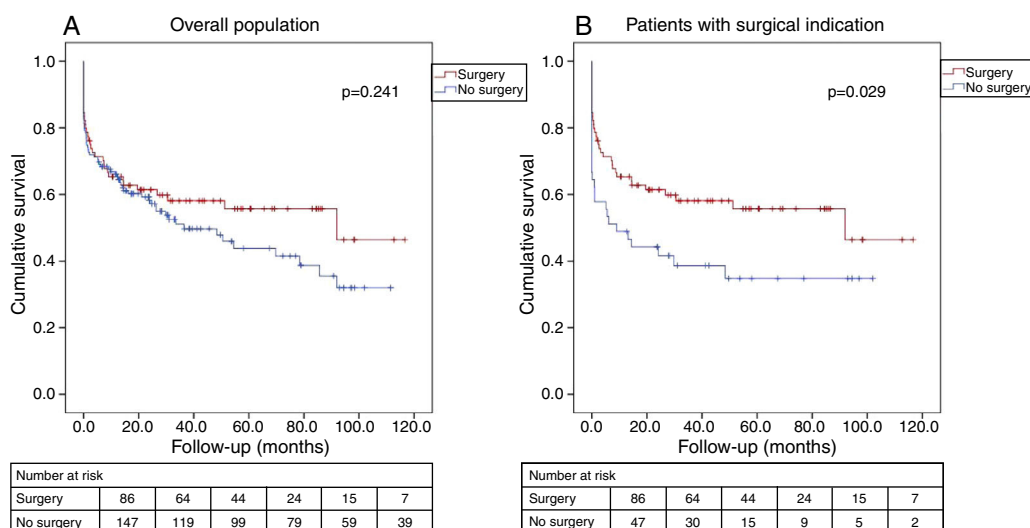 A Overall population
1.0
0.8
0.6
0.4
0.2
0.0
Cumulative survival
p=0.241
Surgery
No surgery
0.0 20.0 40.0 60.0 80.0 100.0 120.0
Follow-up (months)
Number at risk
Surgery 86 64 44 24 15 7
No surgery 147 119 99 79 59 39
B Patients with surgical indication
1.0
0.8
0.6
0.4
0.2
0.0
Cumulative survival
p=0.029
Surgery
No surgery
0.0 20.0 40.0 60.0 80.0 100.0 120.0
Follow-up (months)
Number at risk
Surgery 86 64 44 24 15 7
No surgery 47 30 15 9 5 2